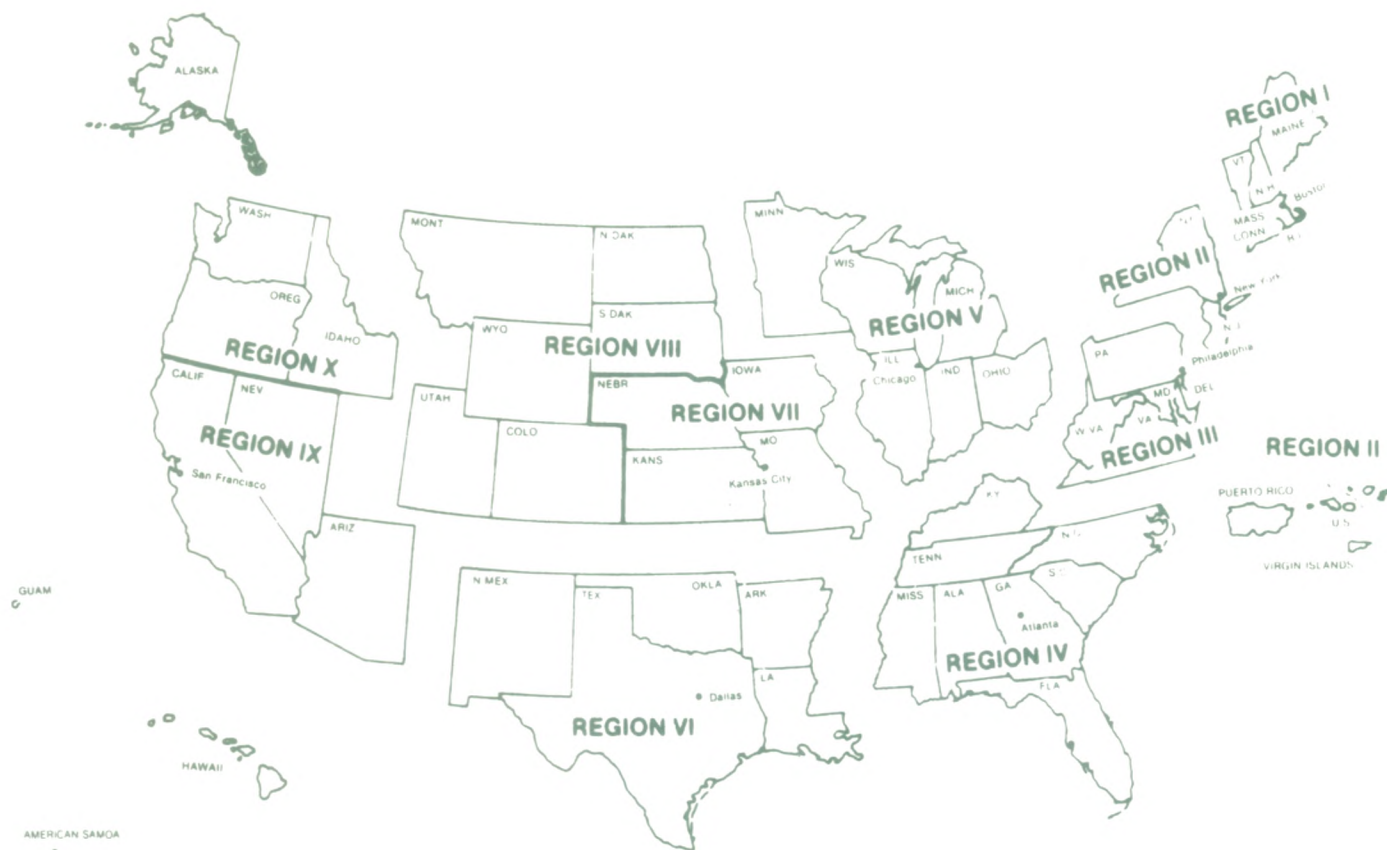 ALASKA
REGION I
MAINE
VT
N.H.
Boston
MASS
CONN
R.I.
WASH
MONT
N DAK
MINN
WIS
MICH
REGION II
New York
N.J.
OREG
IDAHO
REGION X
WYO
S DAK
REGION VIII
REGION V
PA
Philadelphia
CALIF
NEV
UTAH
NEBR
IOWA
ILL
Chicago
IND
OHIO
MD
DEL
REGION IX
San Francisco
COLO
REGION VII
MO
KANS
Kansas City
W VA
VA
REGION III
REGION II
PUERTO RICO
U.S.
VIRGIN ISLANDS
ARIZ
KY
TENN
N.C.
GUAM
N MEX
TEX
OKLA
ARK
MISS
ALA
GA
Atlanta
REGION IV
FLA
LA
Dallas
REGION VI
HAWAII
AMERICAN SAMOA